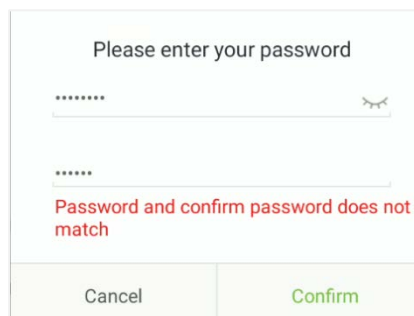 Please enter your password
••••••••
••••••
Password and confirm password does not
match
Cancel
Confirm